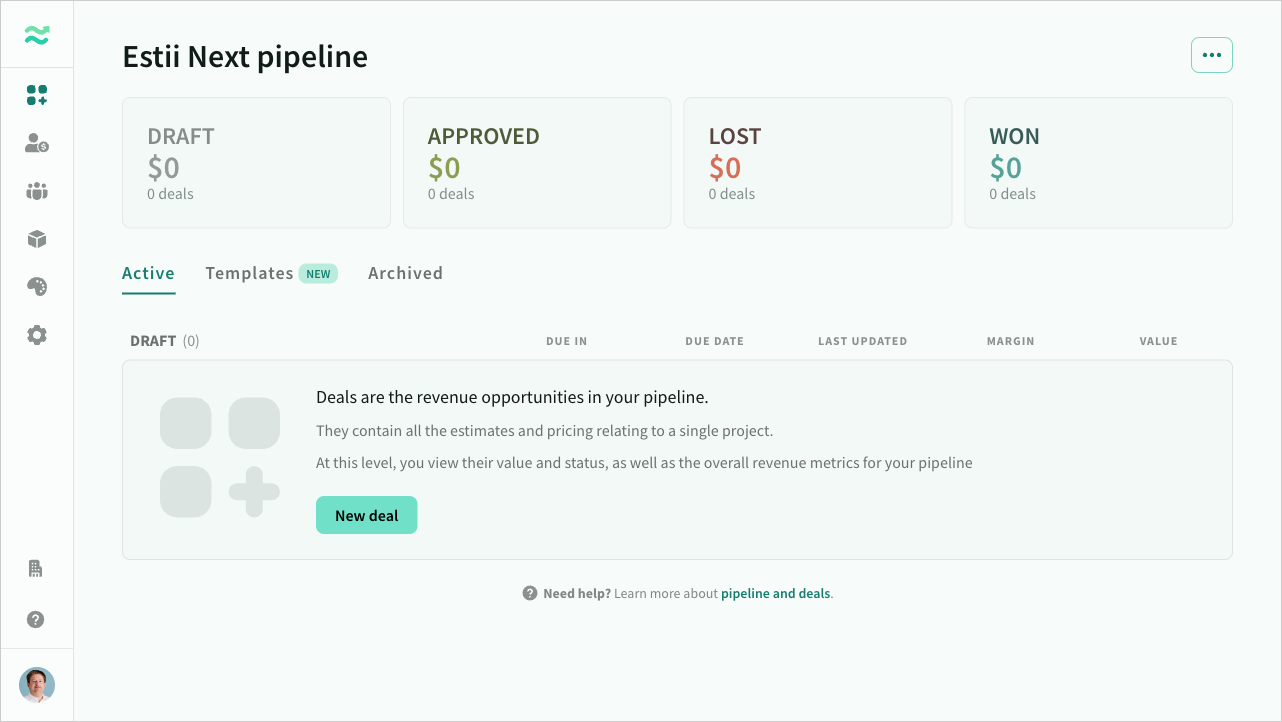 Estii Next pipeline
DRAFT
$0
0 deals
APPROVED
$0
0 deals
LOST
$0
0 deals
WON
$0
0 deals
Active Templates NEW Archived
DRAFT (0) DUE IN DUE DATE LAST UPDATED MARGIN VALUE
Deals are the revenue opportunities in your pipeline.
They contain all the estimates and pricing relating to a single project.
At this level, you view their value and status, as well as the overall revenue metrics for your pipeline
New deal
Need help? Learn more about pipeline and deals.